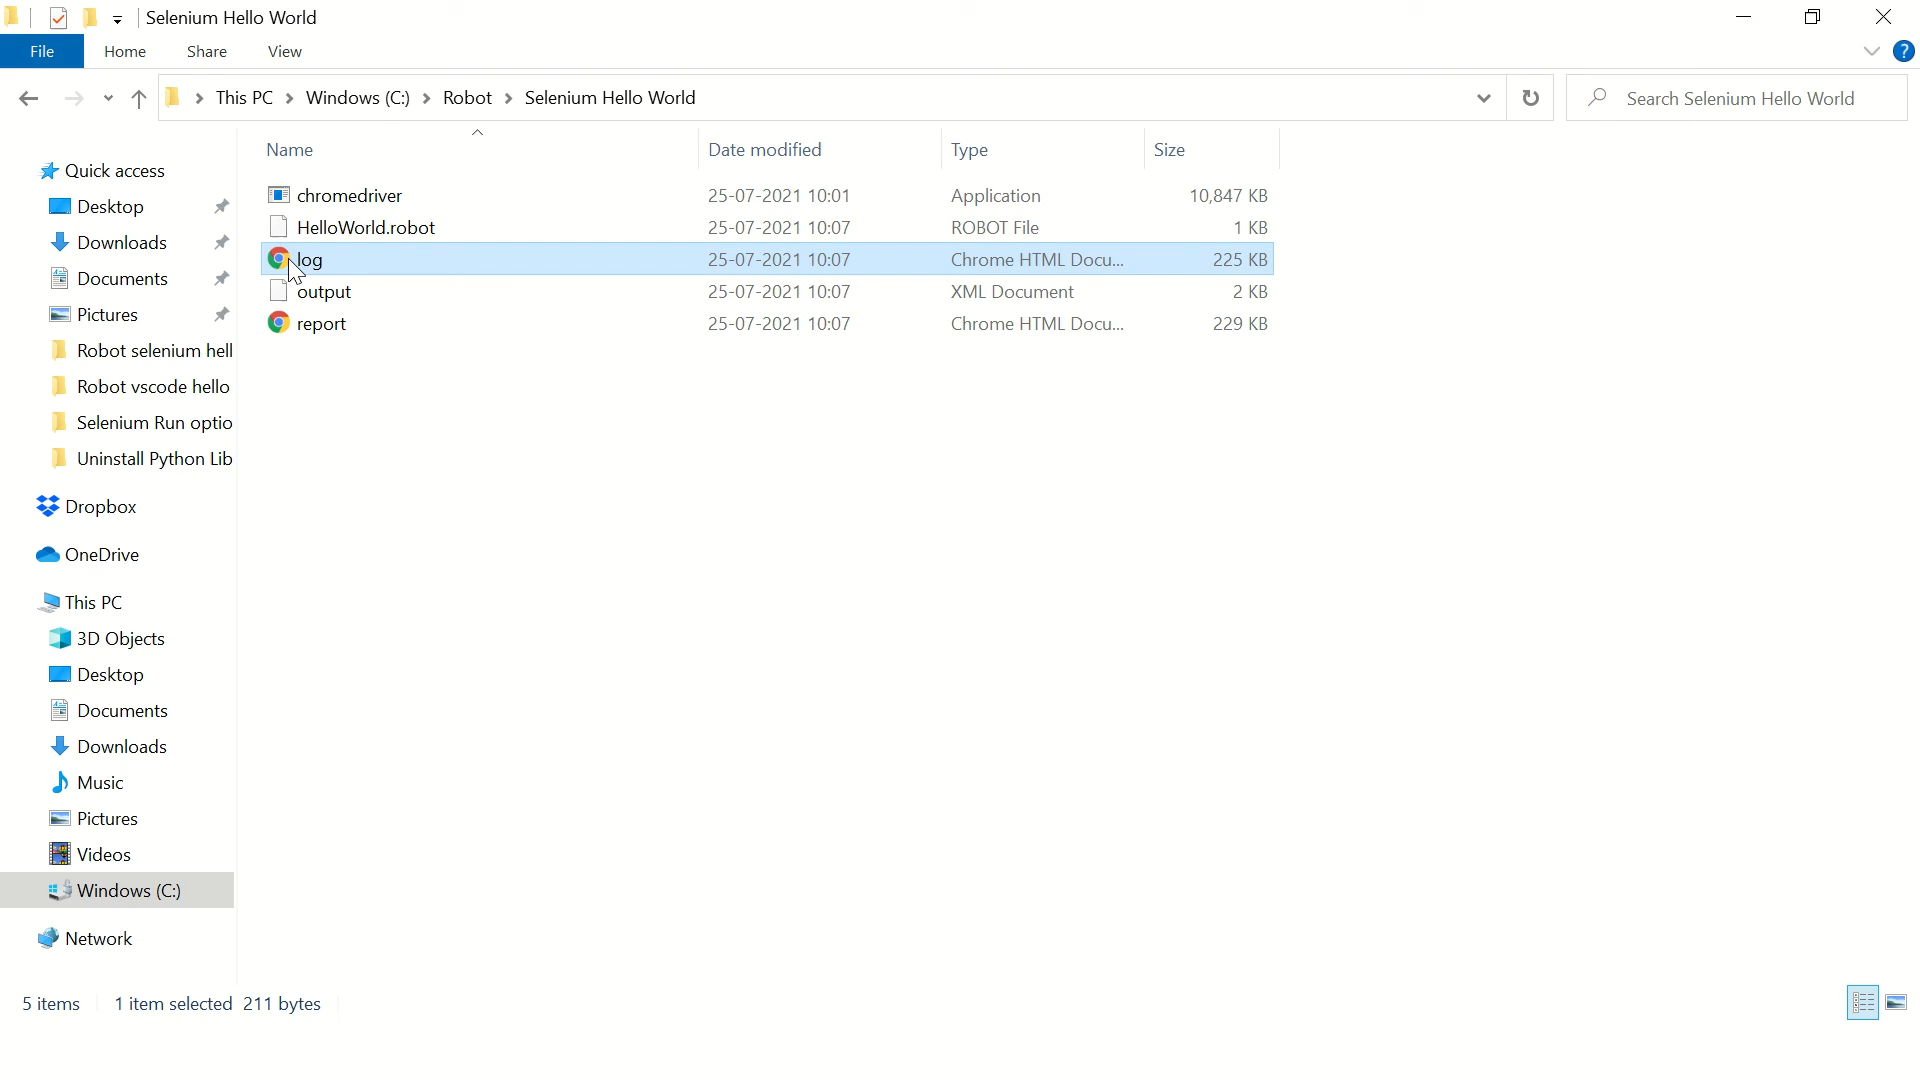 Selenium Hello World
File Home Share View ?
This PC > Windows (C:) > Robot > Selenium Hello World
Search Selenium Hello World
Name Date modified Type Size
chromedriver 25-07-2021 10:01 Application 10,847 KB
HelloWorld.robot 25-07-2021 10:07 ROBOT File 1 KB
log 25-07-2021 10:07 Chrome HTML Docu... 225 KB
output 25-07-2021 10:07 XML Document 2 KB
report 25-07-2021 10:07 Chrome HTML Docu... 229 KB
Quick access
Desktop
Downloads
Documents
Pictures
Robot selenium hell
Robot vscode hello
Selenium Run optio
Uninstall Python Lib
Dropbox
OneDrive
This PC
3D Objects
Desktop
Documents
Downloads
Music
Pictures
Videos
Windows (C:)
Network
5 items 1 item selected 211 bytes